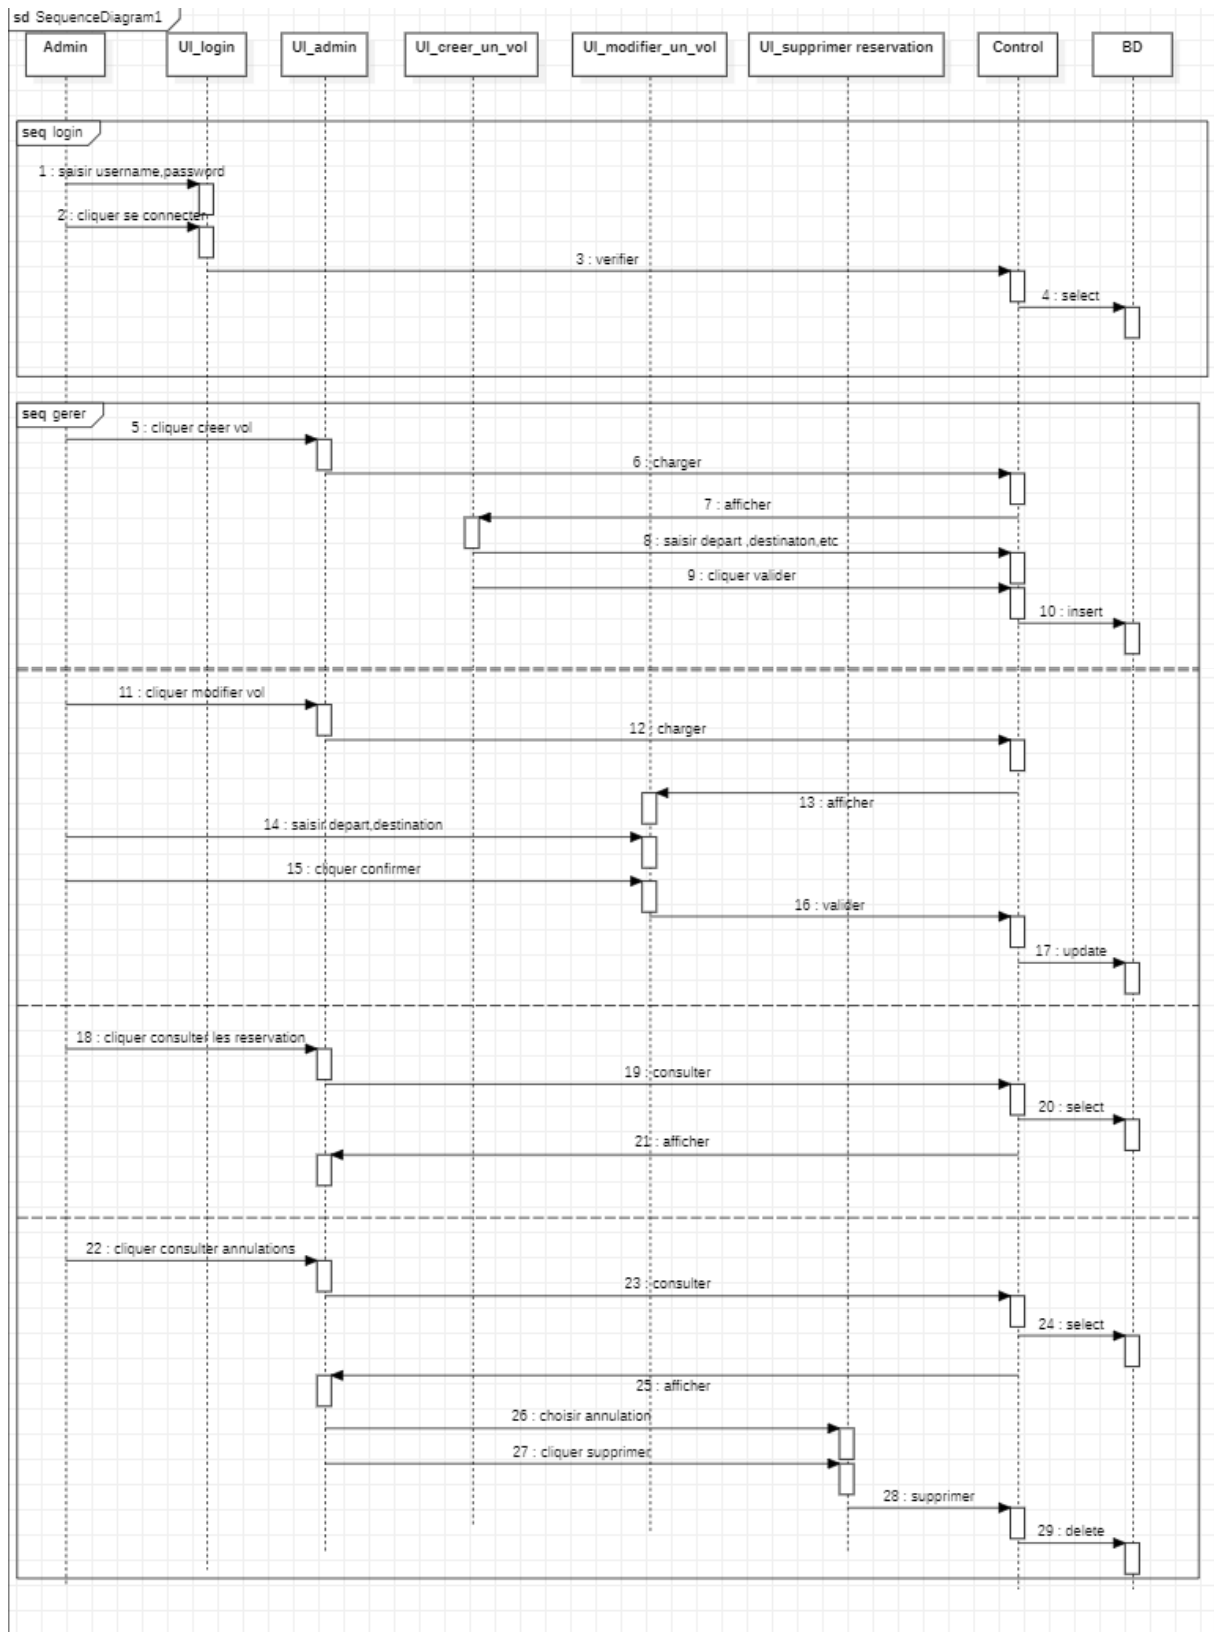 sd SequenceDiagram1
Admin
UI_login
UI_admin
UI_creer_un_vol
UI_modifier_un_vol
UI_supprimer reservation
Control
BD
seq login
1 : saisir username,password
2 : cliquer se connecter
3 : verifier
4 : select
seq gerer
5 : cliquer creer vol
6 : charger
7 : afficher
8 : saisir depart ,destinaton,etc
9 : cliquer valider
10 : insert
11 : cliquer modifier vol
12 : charger
13 : afficher
14 : saisir depart,destination
15 : cliquer confirmer
16 : valider
17 : update
18 : cliquer consulter les reservation
19 : consulter
20 : select
21 : afficher
22 : cliquer consulter annulations
23 : consulter
24 : select
25 : afficher
26 : choisir annulation
27 : cliquer supprimer
28 : supprimer
29 : delete